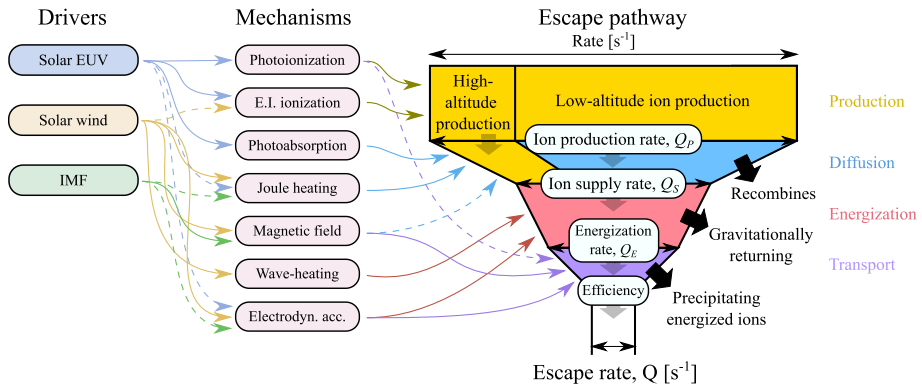 Drivers
Mechanisms
Escape pathway
Rate [s⁻¹]
Solar EUV
Solar wind
IMF
Photoionization
E.I. ionization
Photoabsorption
Joule heating
Magnetic field
Wave-heating
Electrodyn. acc.
High-
altitude
production
Low-altitude ion production
Ion production rate, Q_P
Ion supply rate, Q_S
Energization
rate, Q_E
Efficiency
Recombines
Gravitationally
returning
Precipitating
energized ions
Escape rate, Q [s⁻¹]
Production
Diffusion
Energization
Transport